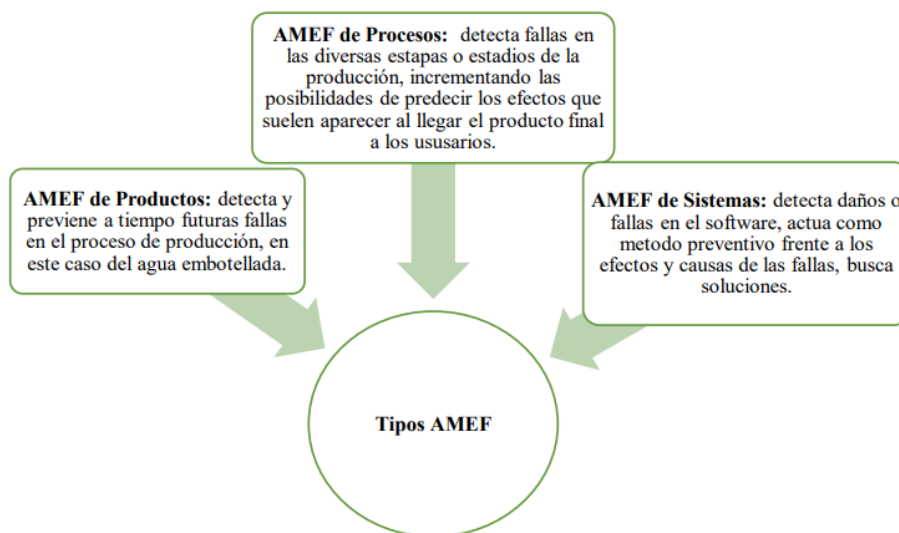 AMEF de Procesos: detecta fallas en
las diversas estapas o estadios de la
producción, incrementando las
posibilidades de predecir los efectos que
suelen aparecer al llegar el producto final
a los ususarios.
AMEF de Productos: detecta y
previene a tiempo futuras fallas
en el proceso de producción, en
este caso del agua embotellada.
AMEF de Sistemas: detecta daños o
fallas en el software, actua como
metodo preventivo frente a los
efectos y causas de las fallas, busca
soluciones.
Tipos AMEF